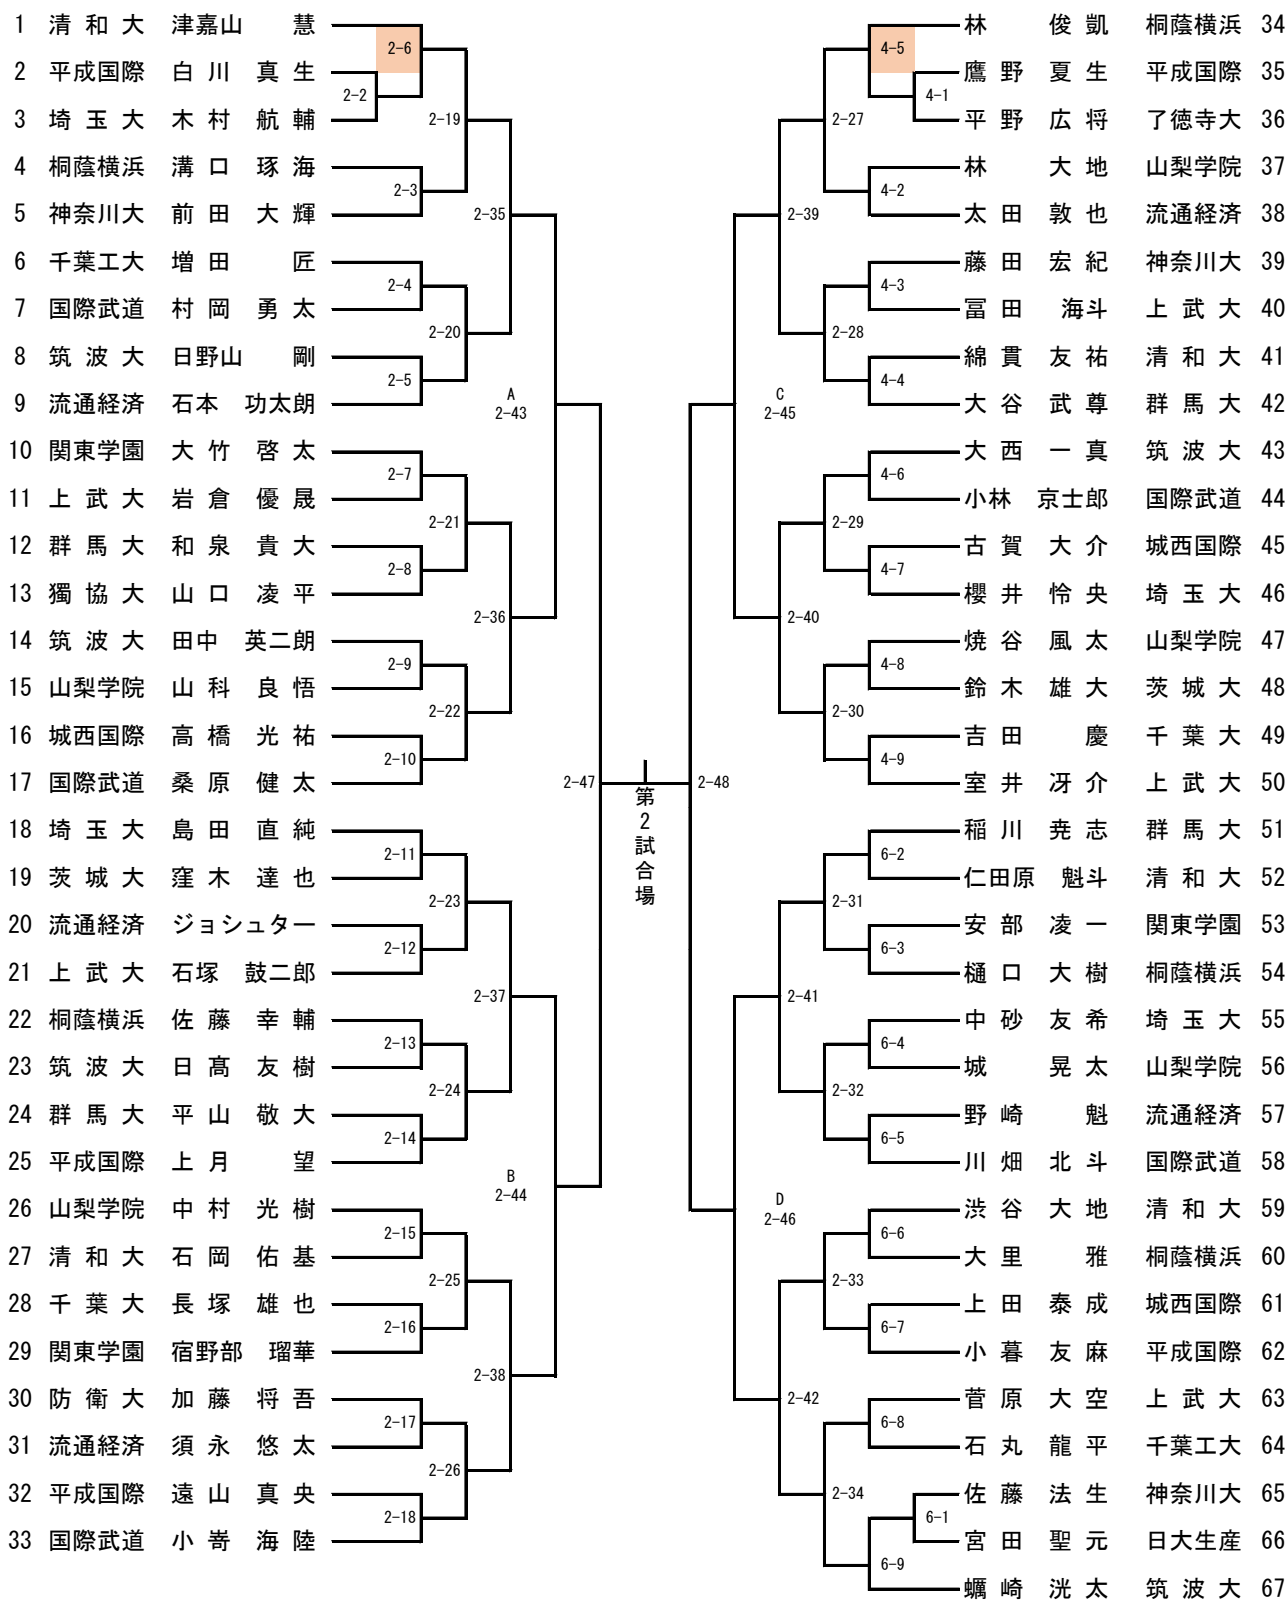 1 清和大 津嘉山 慧
2 平成国際 白川真生
3 埼玉大 木村航輔
4 桐蔭横浜 溝口琢海
5 神奈川大 前田大輝
6 千葉工大 増田 匠
7 国際武道 村岡勇太
8 筑波大 日野山 剛
9 流通経済 石本 功太朗
10 関東学園 大竹啓太
11 上武大 岩倉優晟
12 群馬大 和泉貴大
13 獨協大 山口凌平
14 筑波大 田中 英二朗
15 山梨学院 山科良悟
16 城西国際 高橋光祐
17 国際武道 桑原健太
18 埼玉大 島田直純
19 茨城大 窪木達也
20 流通経済 ジョシュター
21 上武大 石塚 鼓二郎
22 桐蔭横浜 佐藤幸輔
23 筑波大 日髙友樹
24 群馬大 平山敬大
25 平成国際 上月 望
26 山梨学院 中村光樹
27 清和大 石岡佑基
28 千葉大 長塚雄也
29 関東学園 宿野部 瑠華
30 防衛大 加藤将吾
31 流通経済 須永悠太
32 平成国際 遠山真央
33 国際武道 小嵜海陸
2-6
2-2
2-19
2-3
2-35
2-4
2-20
2-5
A
2-43
2-7
2-21
2-8
2-36
2-9
2-22
2-10
2-47
2-11
2-23
2-12
2-37
2-13
2-24
2-14
B
2-44
2-15
2-25
2-16
2-38
2-17
2-26
2-18
第2試合場
2-48
4-5
4-1
2-27
4-2
2-39
4-3
2-28
4-4
C
2-45
4-6
2-29
4-7
2-40
4-8
2-30
4-9
6-2
2-31
6-3
2-41
6-4
2-32
6-5
D
2-46
6-6
2-33
6-7
2-42
6-8
2-34
6-1
6-9
林 俊凱 桐蔭横浜 34
鷹野夏生 平成国際 35
平野広将 了徳寺大 36
林 大地 山梨学院 37
太田敦也 流通経済 38
藤田宏紀 神奈川大 39
冨田 海斗 上武大 40
綿貫友祐 清和大 41
大谷武尊 群馬大 42
大西一真 筑波大 43
小林 京士郎 国際武道 44
古賀大介 城西国際 45
櫻井怜央 埼玉大 46
焼谷風太 山梨学院 47
鈴木雄大 茨城大 48
吉田 慶 千葉大 49
室井冴介 上武大 50
稲川尭志 群馬大 51
仁田原 魁斗 清和大 52
安部凌一 関東学園 53
樋口大樹 桐蔭横浜 54
中砂友希 埼玉大 55
城 晃太 山梨学院 56
野崎 魁 流通経済 57
川畑北斗 国際武道 58
渋谷大地 清和大 59
大里 雅 桐蔭横浜 60
上田泰成 城西国際 61
小暮友麻 平成国際 62
菅原大空 上武大 63
石丸龍平 千葉工大 64
佐藤法生 神奈川大 65
宮田聖元 日大生産 66
蠣崎洸太 筑波大 67